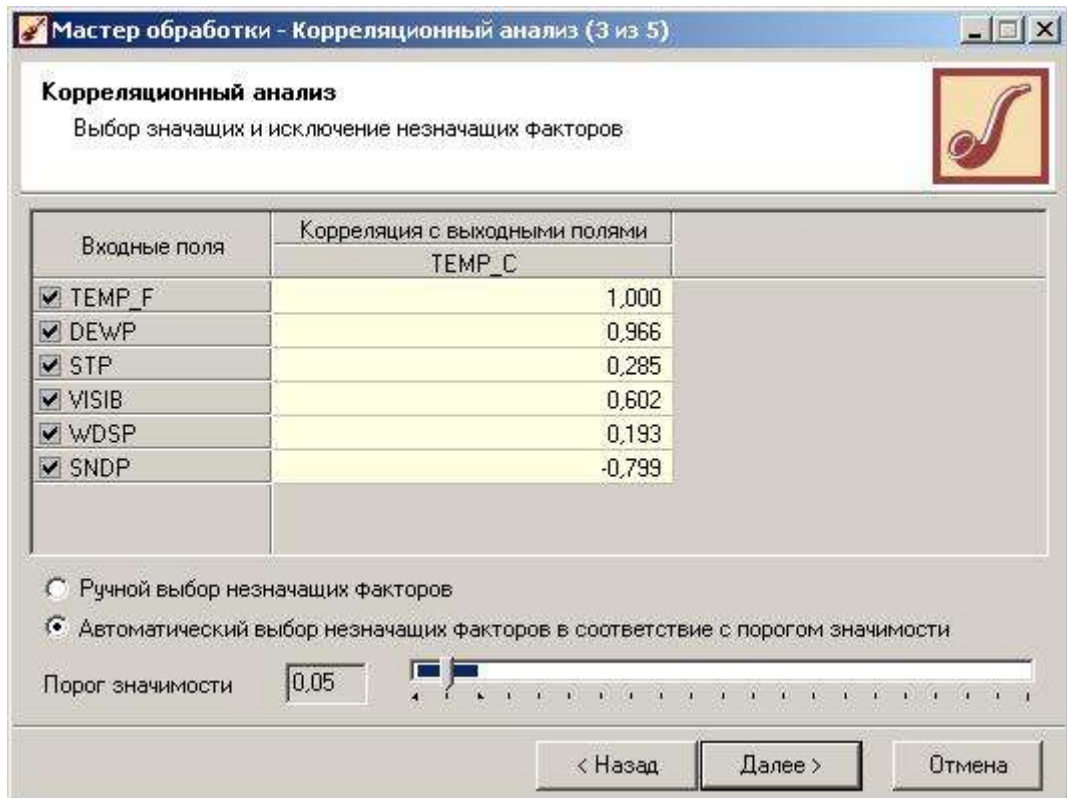 Мастер обработки - Корреляционный анализ (3 из 5)
Корреляционный анализ
Выбор значащих и исключение незначащих факторов
Входные поля
Корреляция с выходными полями
TEMP_C
TEMP_F 1,000
DEWP 0,966
STP 0,285
VISIB 0,602
WDSP 0,193
SNDP -0,799
Ручной выбор незначащих факторов
Автоматический выбор незначащих факторов в соответствие с порогом значимости
Порог значимости 0,05
< Назад Далее > Отмена